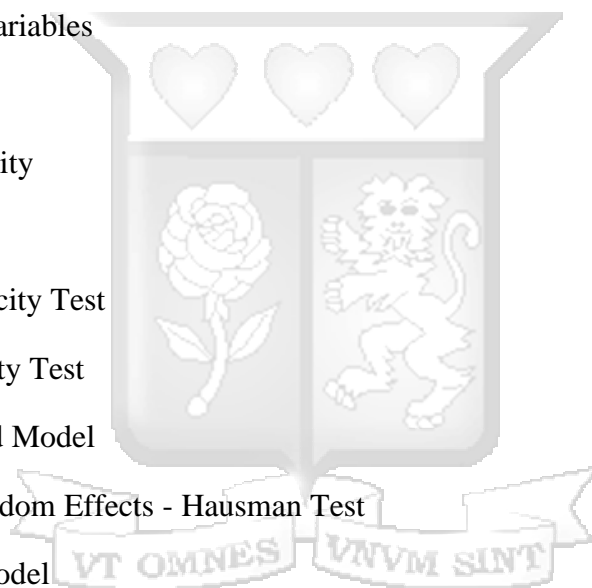 ariables
ity
city Test
ty Test
d Model
dom Effects - Hausman Test
odel
VT OMNES VNVM SINT